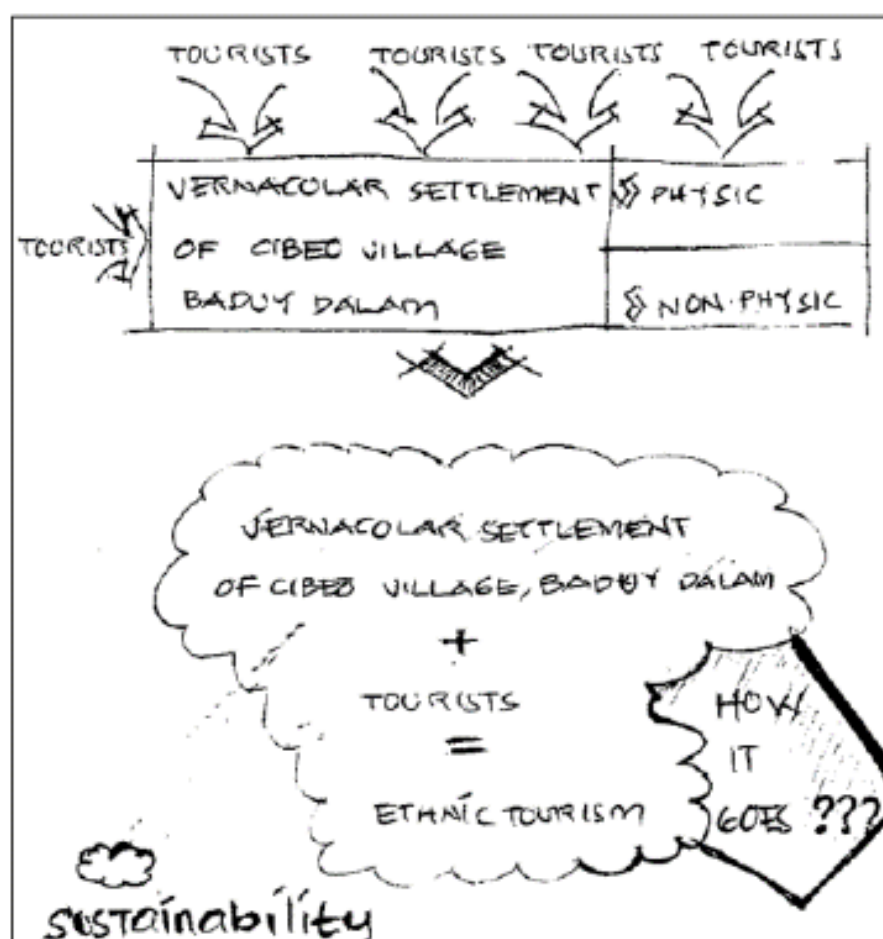 TOURISTS TOURISTS TOURISTS TOURISTS
VERNACOLAR SETTLEMENT
PHYSIC
TOURISTS
OF CIBEO VILLAGE
BADUY DALAM
NON-PHYSIC
VERNACOLAR SETTLEMENT
OF CIBEO VILLAGE, BADUY DALAM
+
TOURISTS
=
ETHNIC TOURISM
HOW
IT
GOES ???
sustainability